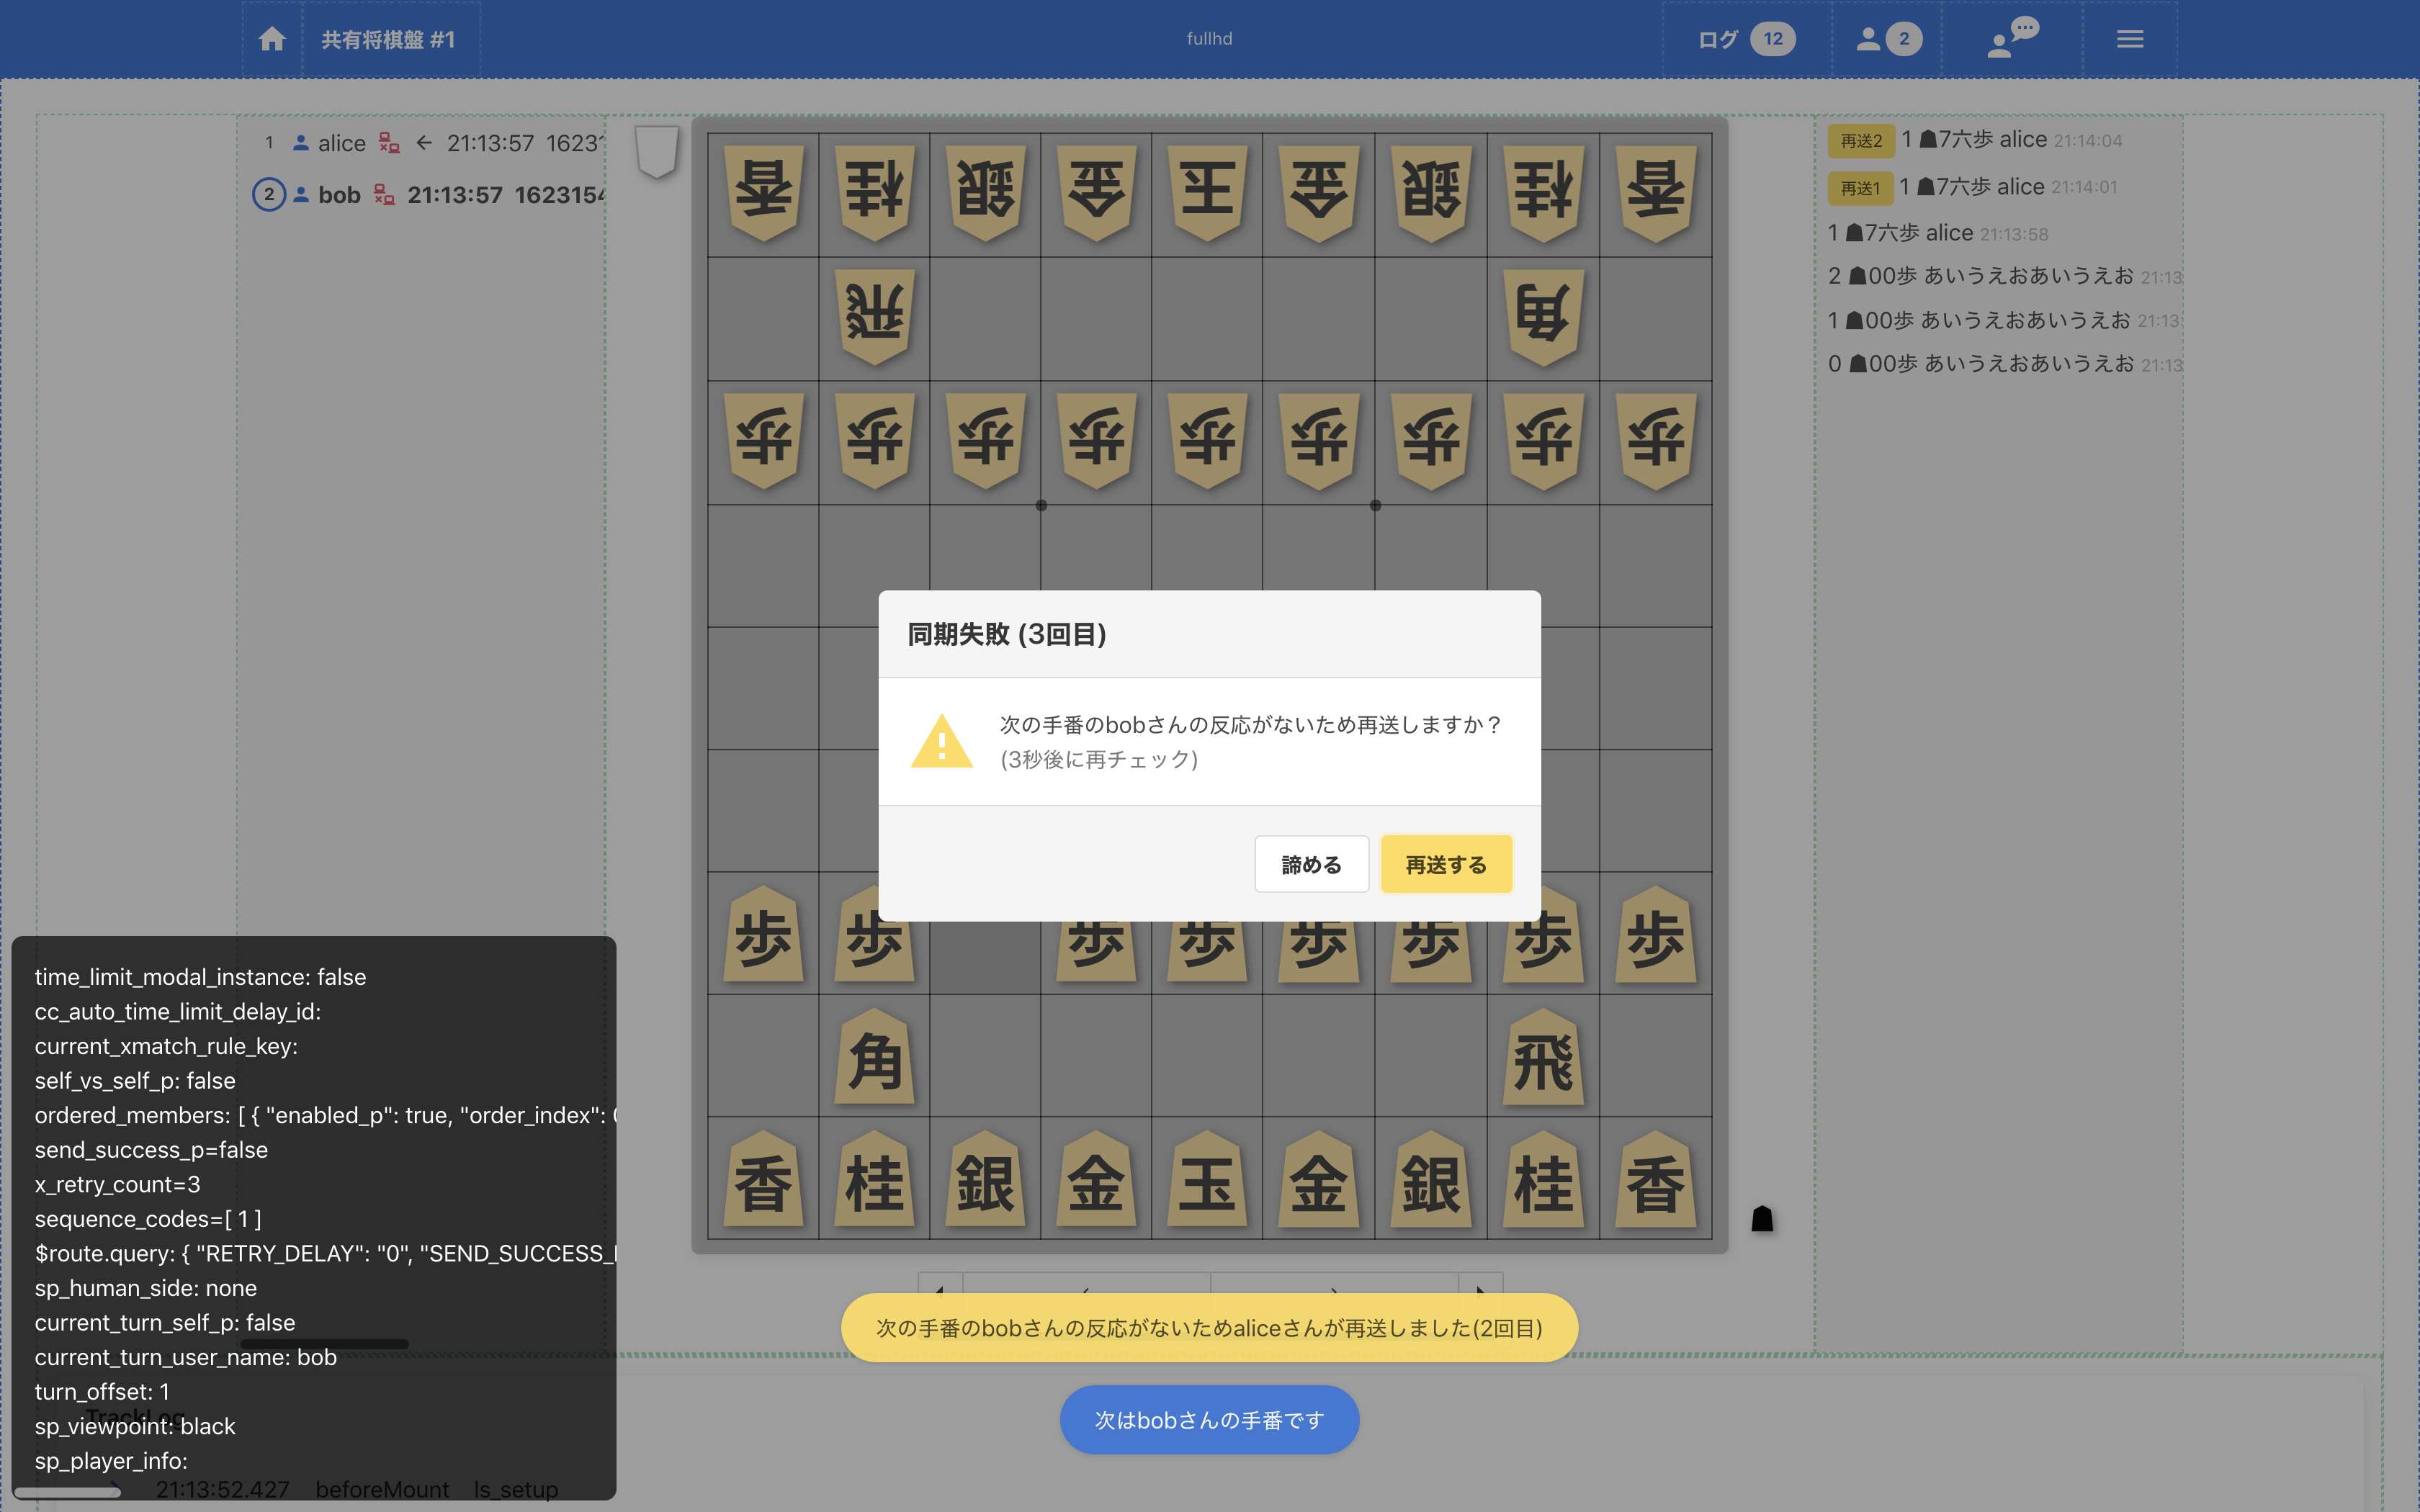 共有将棋盤 #1
fullhd
ログ 12
2
1 alice ← 21:13:57 1623
2 bob 21:13:57 162315
再送2 1 ☗7六歩 alice 21:14:04
再送1 1 ☗7六歩 alice 21:14:01
1 ☗7六歩 alice 21:13:58
2 ☗00歩 あいうえおあいうえお 21:13
1 ☗00歩 あいうえおあいうえお 21:13
0 ☗00歩 あいうえおあいうえお 21:13
香 桂 銀 金 玉 金 銀 桂 香
飛 角
歩 歩 歩 歩 歩 歩 歩 歩 歩
同期失敗 (3回目)
次の手番のbobさんの反応がないため再送しますか？
(3秒後に再チェック)
諦める 再送する
歩 歩 歩 歩 歩 歩 歩 歩
角 飛
香 桂 銀 金 玉 金 銀 桂 香
time_limit_modal_instance: false
cc_auto_time_limit_delay_id:
current_xmatch_rule_key:
self_vs_self_p: false
ordered_members: [ { "enabled_p": true, "order_index":
send_success_p=false
x_retry_count=3
sequence_codes=[ 1 ]
$route.query: { "RETRY_DELAY": "0", "SEND_SUCCESS_
sp_human_side: none
current_turn_self_p: false
current_turn_user_name: bob
turn_offset: 1
sp_viewpoint: black
sp_player_info:
次の手番のbobさんの反応がないためaliceさんが再送しました(2回目)
次はbobさんの手番です
TrackLog
21:13:52.427 beforeMount ls_setup